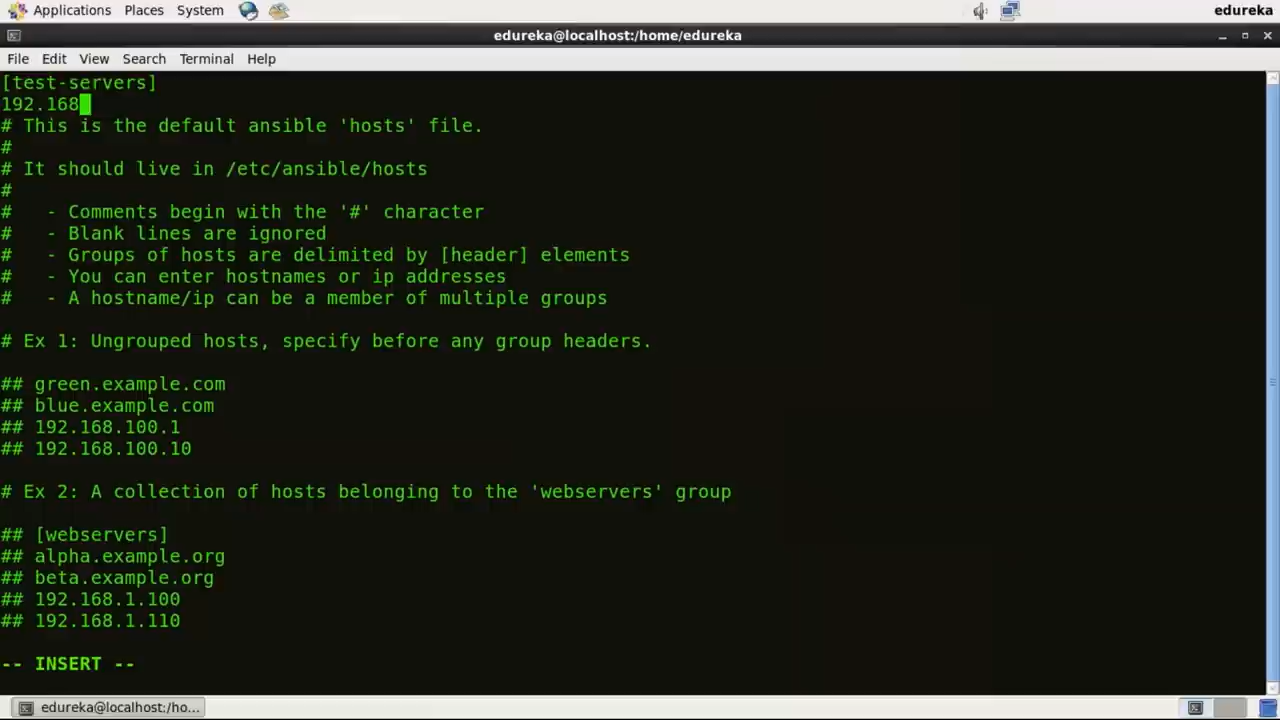 Applications Places System edureka
edureka@localhost:/home/edureka
File Edit View Search Terminal Help
[test-servers]
192.168
# This is the default ansible 'hosts' file.
#
# It should live in /etc/ansible/hosts
#
#   - Comments begin with the '#' character
#   - Blank lines are ignored
#   - Groups of hosts are delimited by [header] elements
#   - You can enter hostnames or ip addresses
#   - A hostname/ip can be a member of multiple groups
# Ex 1: Ungrouped hosts, specify before any group headers.
## green.example.com
## blue.example.com
## 192.168.100.1
## 192.168.100.10
# Ex 2: A collection of hosts belonging to the 'webservers' group
## [webservers]
## alpha.example.org
## beta.example.org
## 192.168.1.100
## 192.168.1.110
-- INSERT --
edureka@localhost:/ho...